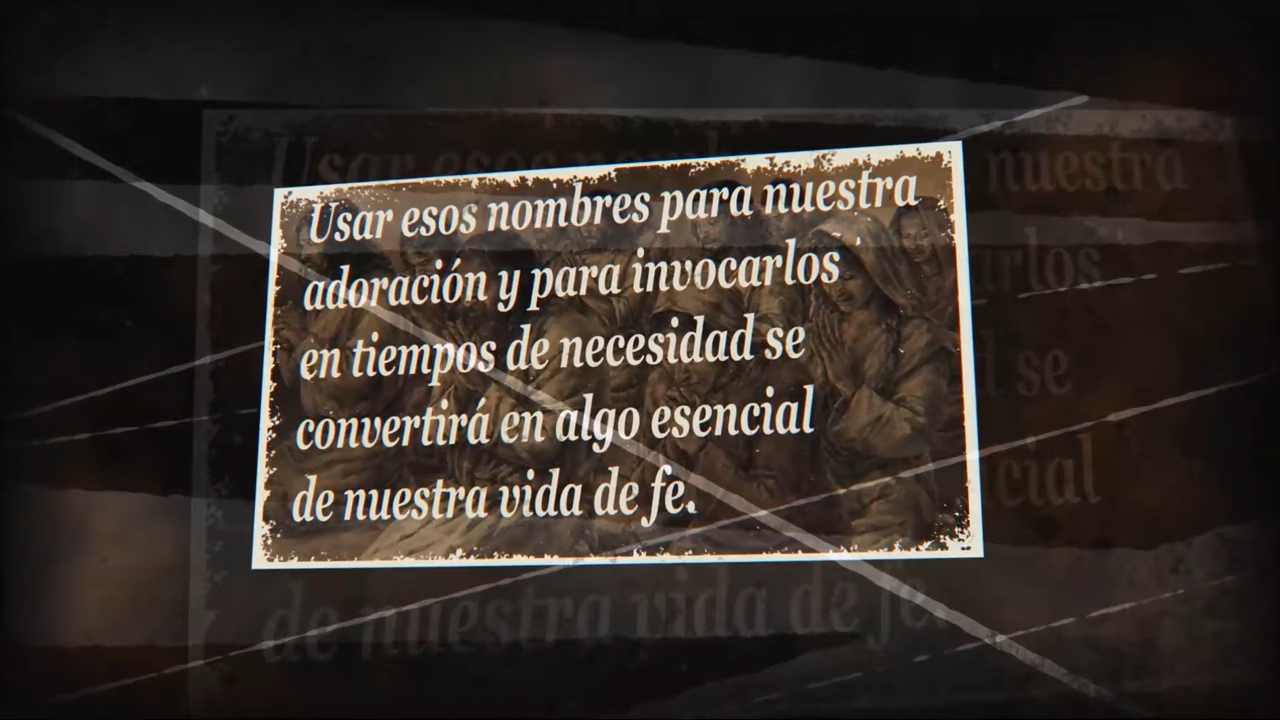 Usar esos nombres para nuestra
adoración y para invocarlos
en tiempos de necesidad se
convertirá en algo esencial
de nuestra vida de fe.